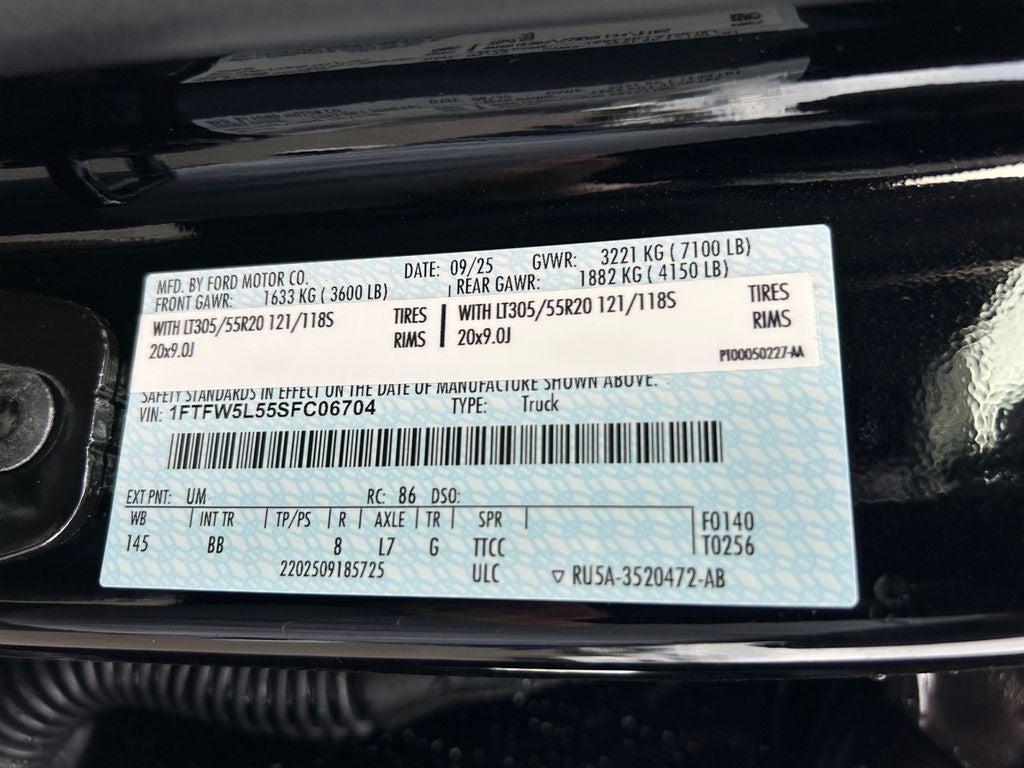 MFD. BY FORD MOTOR CO.
DATE: 09/25 GVWR: 3221 KG ( 7100 LB)
FRONT GAWR: 1633 KG ( 3600 LB) REAR GAWR: 1882 KG ( 4150 LB)
WITH LT305/55R20 121/118S TIRES WITH LT305/55R20 121/118S TIRES
20x9.0J RIMS 20x9.0J RIMS
PT00050227-AA
SAFETY STANDARDS IN EFFECT ON THE DATE OF MANUFACTURE SHOWN ABOVE.
VIN: 1FTFW5L55SFC06704 TYPE: Truck
EXT PNT: UM RC: 86 DSO:
WB INT TR TP/PS R AXLE TR SPR F0140
145 BB 8 L7 G TTCC T0256
2202509185725 ULC ▽ RU5A-3520472-AB